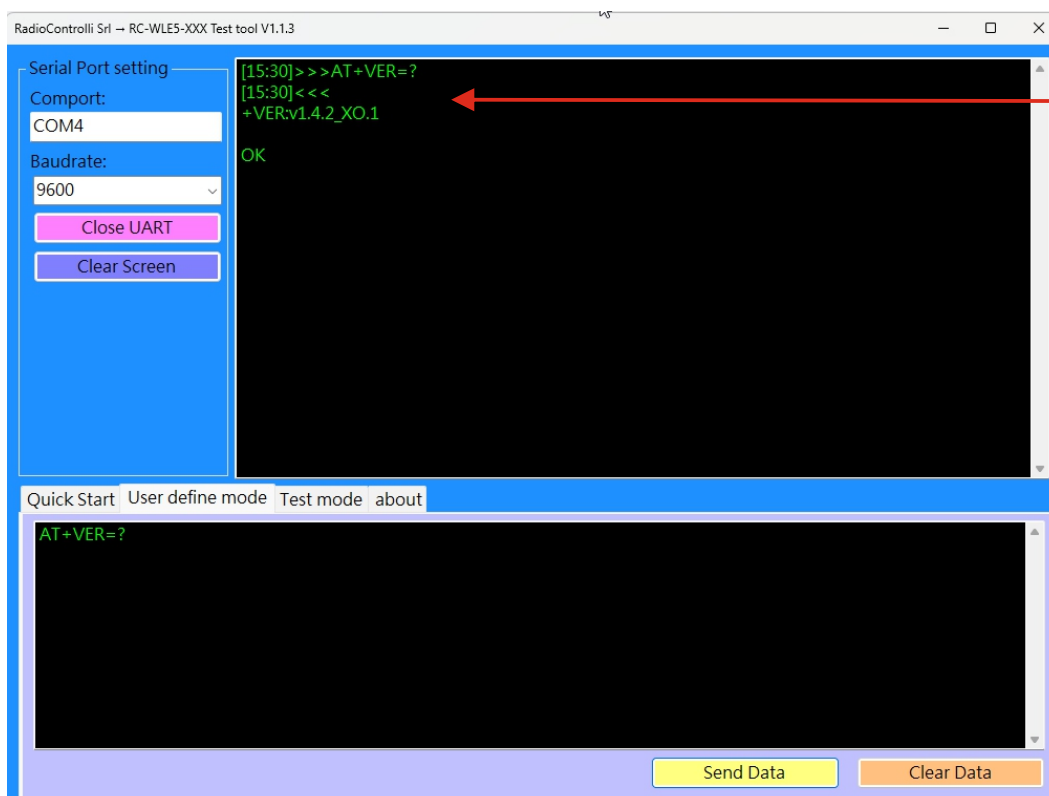 RadioControlli Srl → RC-WLE5-XXX Test tool V1.1.3
Serial Port setting
Comport:
COM4
Baudrate:
9600
Close UART
Clear Screen
[15:30]>>>AT+VER=?
[15:30]<<<
+VER:v1.4.2_XO.1
OK
Quick Start User define mode Test mode about
AT+VER=?
Send Data Clear Data